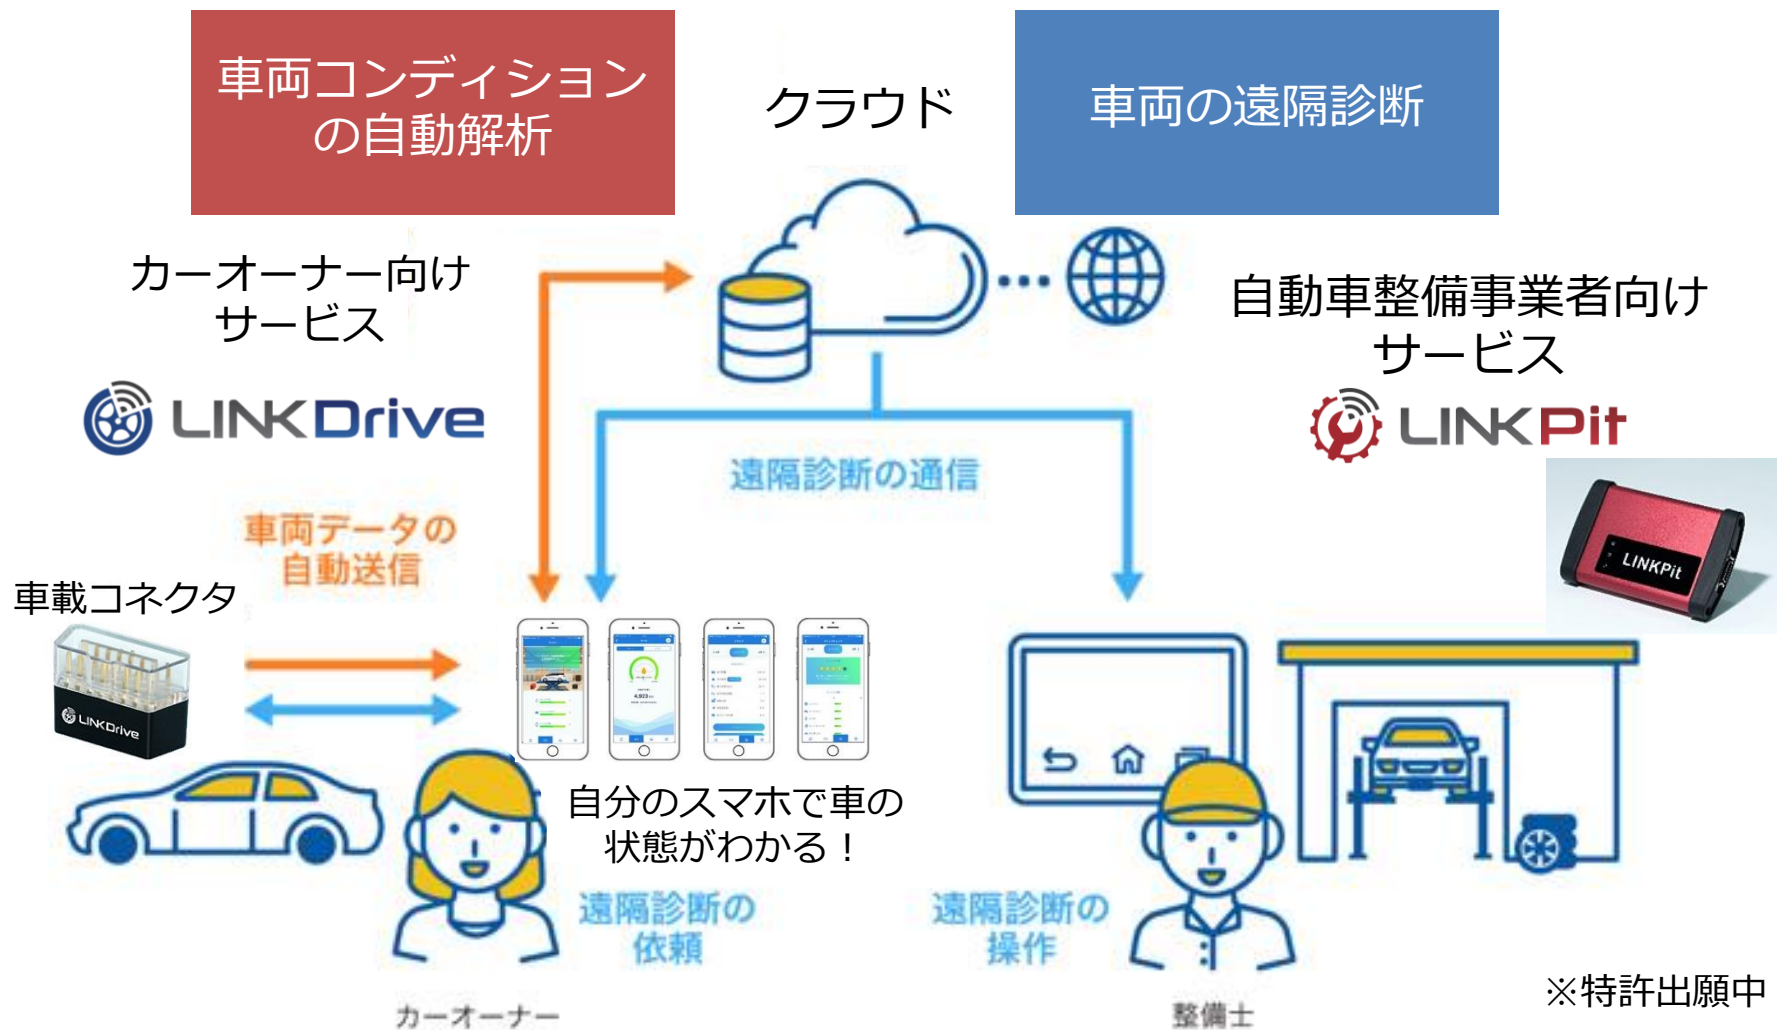 車両コンディション
の自動解析
クラウド
車両の遠隔診断
カーオーナー向け
サービス
自動車整備事業者向け
サービス
LINKDrive
LINKPit
遠隔診断の通信
車両データの
自動送信
LINKPit
車載コネクタ
LINKDrive
4,923
自分のスマホで車の
状態がわかる！
遠隔診断の
依頼
遠隔診断の
操作
カーオーナー
整備士
※特許出願中